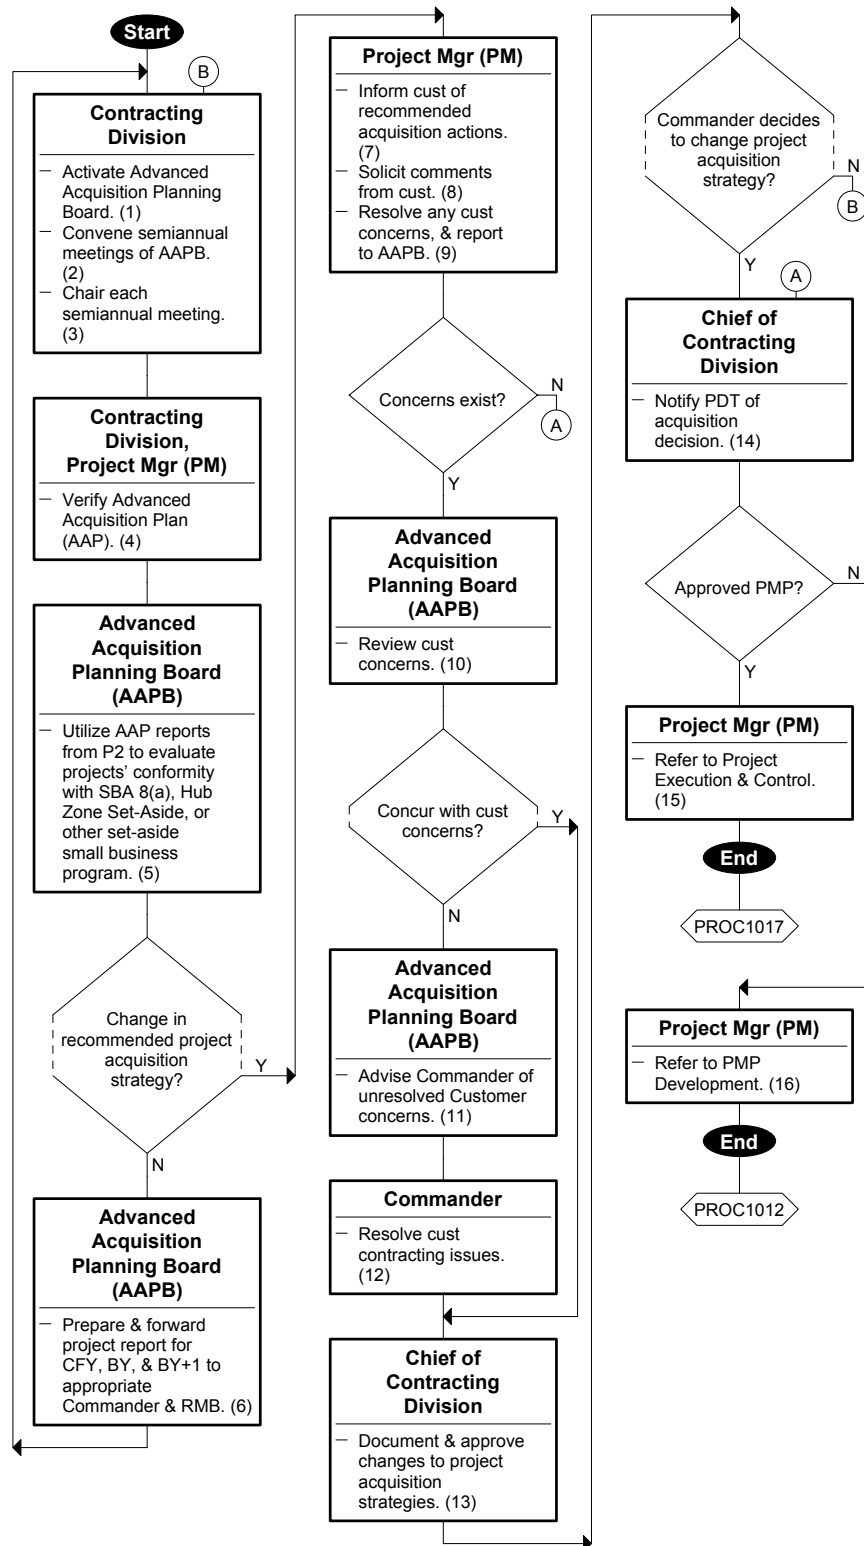 Start
B
Contracting
Division
— Activate Advanced
Acquisition Planning
Board. (1)
— Convene semiannual
meetings of AAPB.
(2)
— Chair each
semiannual meeting.
(3)
Contracting
Division,
Project Mgr (PM)
— Verify Advanced
Acquisition Plan
(AAP). (4)
Advanced
Acquisition
Planning Board
(AAPB)
— Utilize AAP reports
from P2 to evaluate
projects' conformity
with SBA 8(a), Hub
Zone Set-Aside, or
other set-aside
small business
program. (5)
Change in
recommended project
acquisition
strategy?
Y
N
Advanced
Acquisition
Planning Board
(AAPB)
— Prepare & forward
project report for
CFY, BY, & BY+1 to
appropriate
Commander & RMB. (6)
Project Mgr (PM)
— Inform cust of
recommended
acquisition actions.
(7)
— Solicit comments
from cust. (8)
— Resolve any cust
concerns, & report
to AAPB. (9)
Concerns exist?
N
A
Y
Advanced
Acquisition
Planning Board
(AAPB)
— Review cust
concerns. (10)
Concur with cust
concerns?
Y
N
Advanced
Acquisition
Planning Board
(AAPB)
— Advise Commander of
unresolved Customer
concerns. (11)
Commander
— Resolve cust
contracting issues.
(12)
Chief of
Contracting
Division
— Document & approve
changes to project
acquisition
strategies. (13)
Commander decides
to change project
acquisition
strategy?
N
B
Y
A
Chief of
Contracting
Division
— Notify PDT of
acquisition
decision. (14)
Approved PMP?
N
Y
Project Mgr (PM)
— Refer to Project
Execution & Control.
(15)
End
PROC1017
Project Mgr (PM)
— Refer to PMP
Development. (16)
End
PROC1012